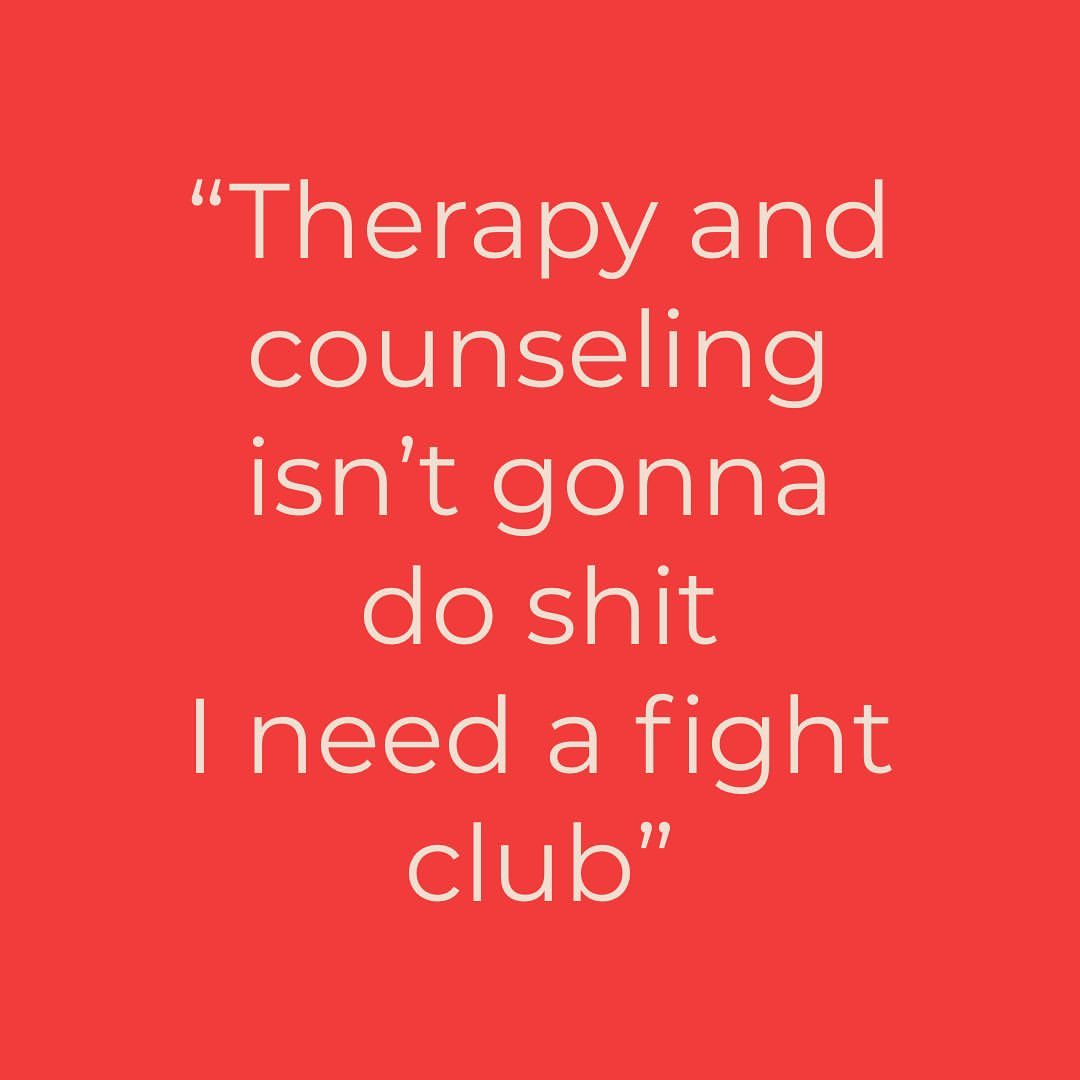 “Therapy and
counseling
isn’t gonna
do shit
I need a fight
club”